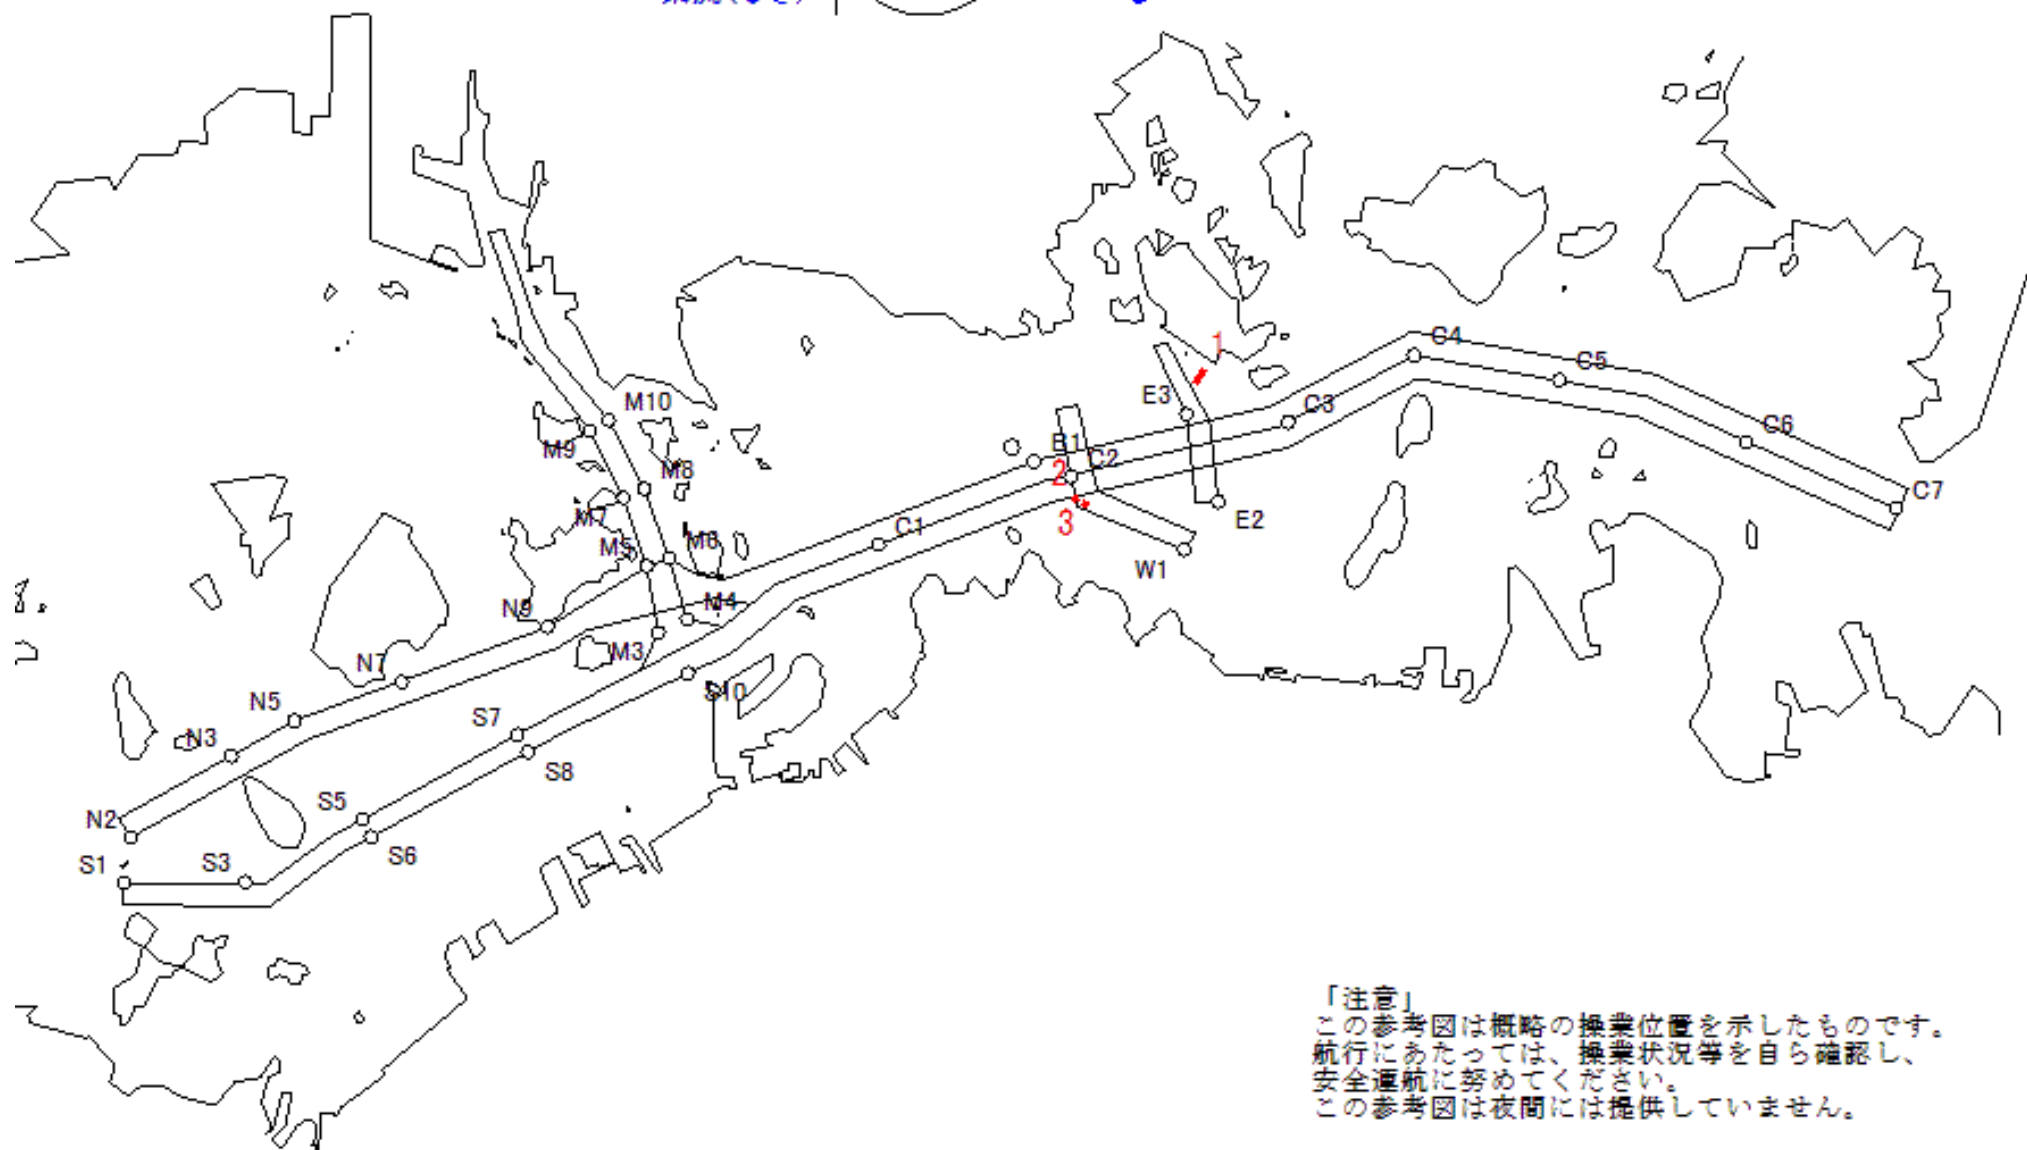 C4
C5
1
M10
E3
C3
C6
B1
M9
C2
M8
2
C7
M7
3
E2
C1
M6
M5
W1
N9
M4
M3
N7
S10
N5
S7
N3
S8
S5
N2
S6
S1
S3
「注意」
この参考図は概略の操業位置を示したものです。
航行にあたっては、操業状況等を自ら確認し、
安全運航に努めてください。
この参考図は夜間には提供していません。